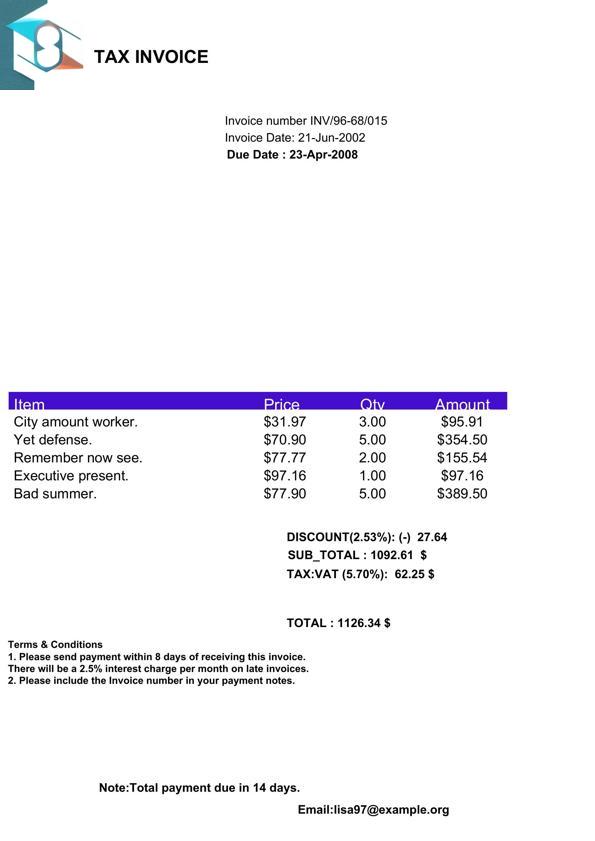 TAX INVOICE
Invoice number INV/96-68/015
Invoice Date: 21-Jun-2002
Due Date : 23-Apr-2008
Item Price Qty Amount
City amount worker. $31.97 3.00 $95.91
Yet defense. $70.90 5.00 $354.50
Remember now see. $77.77 2.00 $155.54
Executive present. $97.16 1.00 $97.16
Bad summer. $77.90 5.00 $389.50
DISCOUNT(2.53%): (-) 27.64
SUB_TOTAL : 1092.61 $
TAX:VAT (5.70%): 62.25 $
TOTAL : 1126.34 $
Terms & Conditions
1. Please send payment within 8 days of receiving this invoice.
There will be a 2.5% interest charge per month on late invoices.
2. Please include the Invoice number in your payment notes.
Note:Total payment due in 14 days.
Email:lisa97@example.org